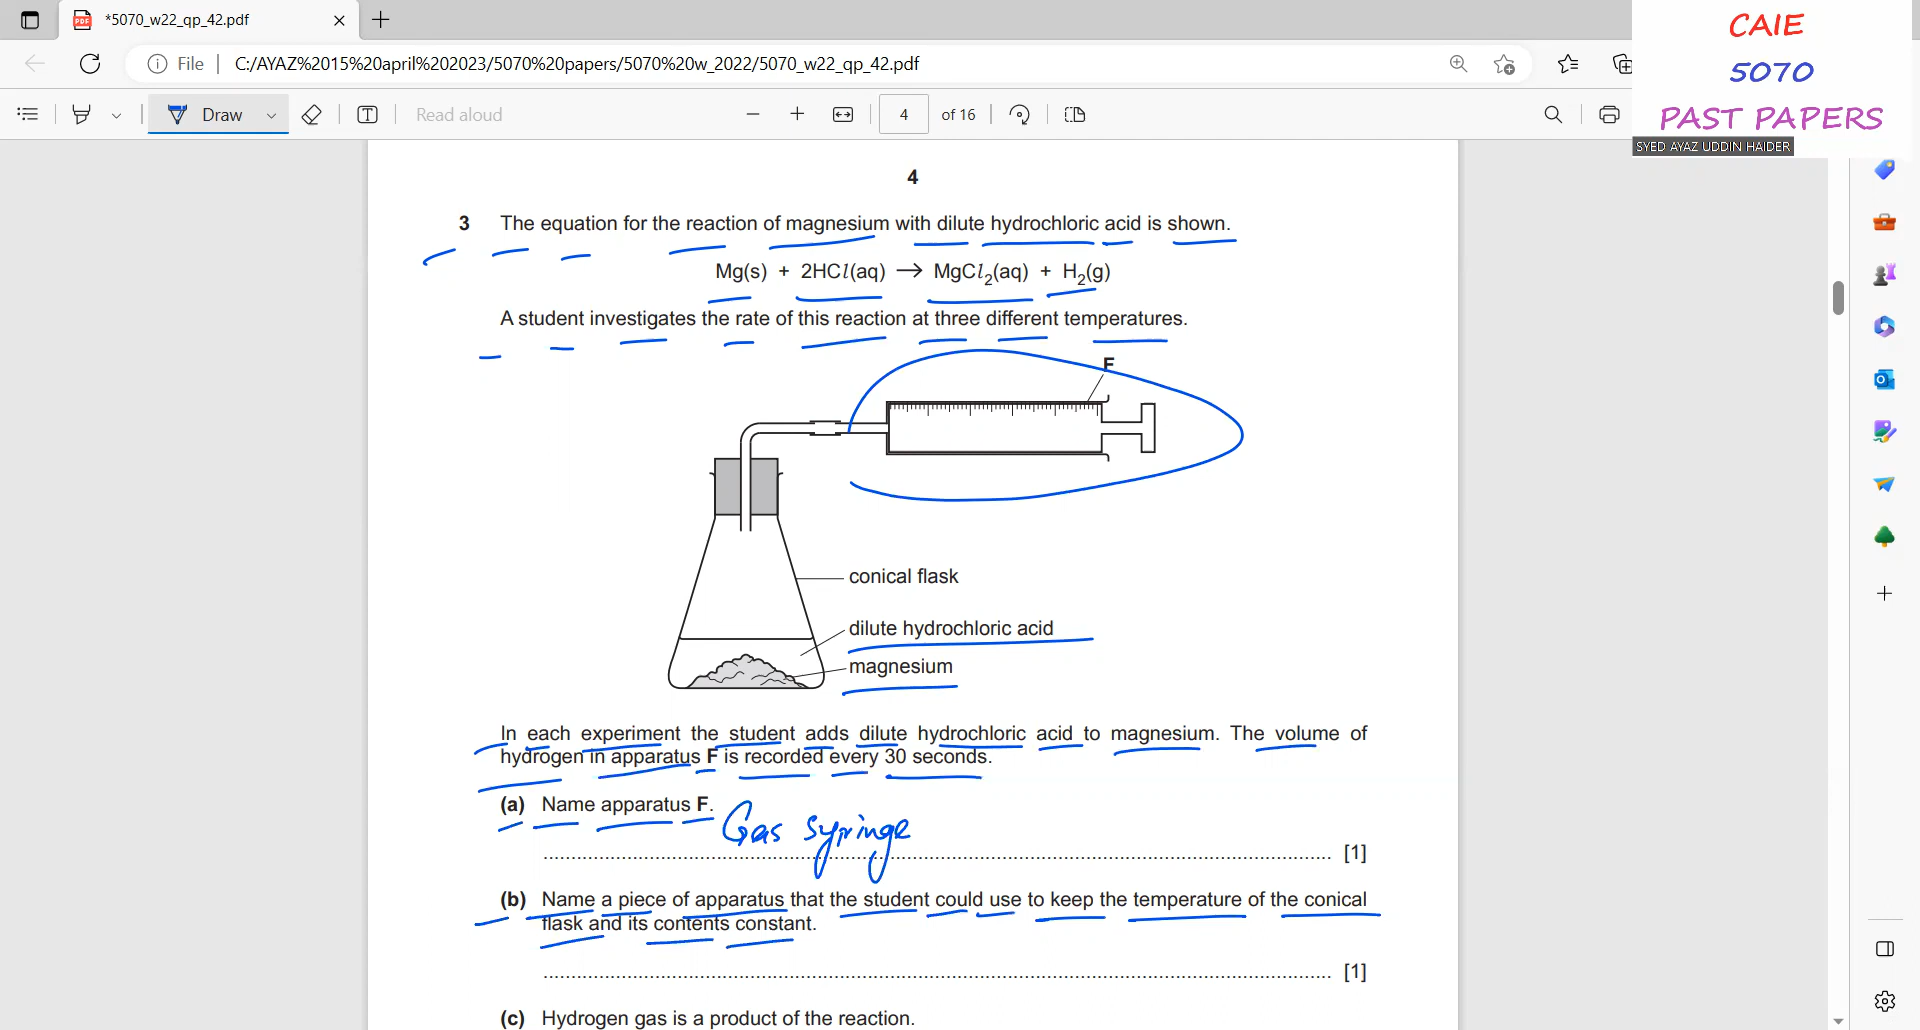 *5070_w22_qp_42.pdf
File
C:/AYAZ%2015%20april%202023/5070%20papers/5070%20w_2022/5070_w22_qp_42.pdf
CAIE
5070
PAST PAPERS
SYED AYAZ UDDIN HAIDER
Draw
Read aloud
4 of 16
4
3 The equation for the reaction of magnesium with dilute hydrochloric acid is shown.
Mg(s) + 2HCl(aq) → MgCl₂(aq) + H₂(g)
A student investigates the rate of this reaction at three different temperatures.
F
conical flask
dilute hydrochloric acid
magnesium
In each experiment the student adds dilute hydrochloric acid to magnesium. The volume of
hydrogen in apparatus F is recorded every 30 seconds.
(a) Name apparatus F.
Gas syringe
[1]
(b) Name a piece of apparatus that the student could use to keep the temperature of the conical
flask and its contents constant.
[1]
(c) Hydrogen gas is a product of the reaction.